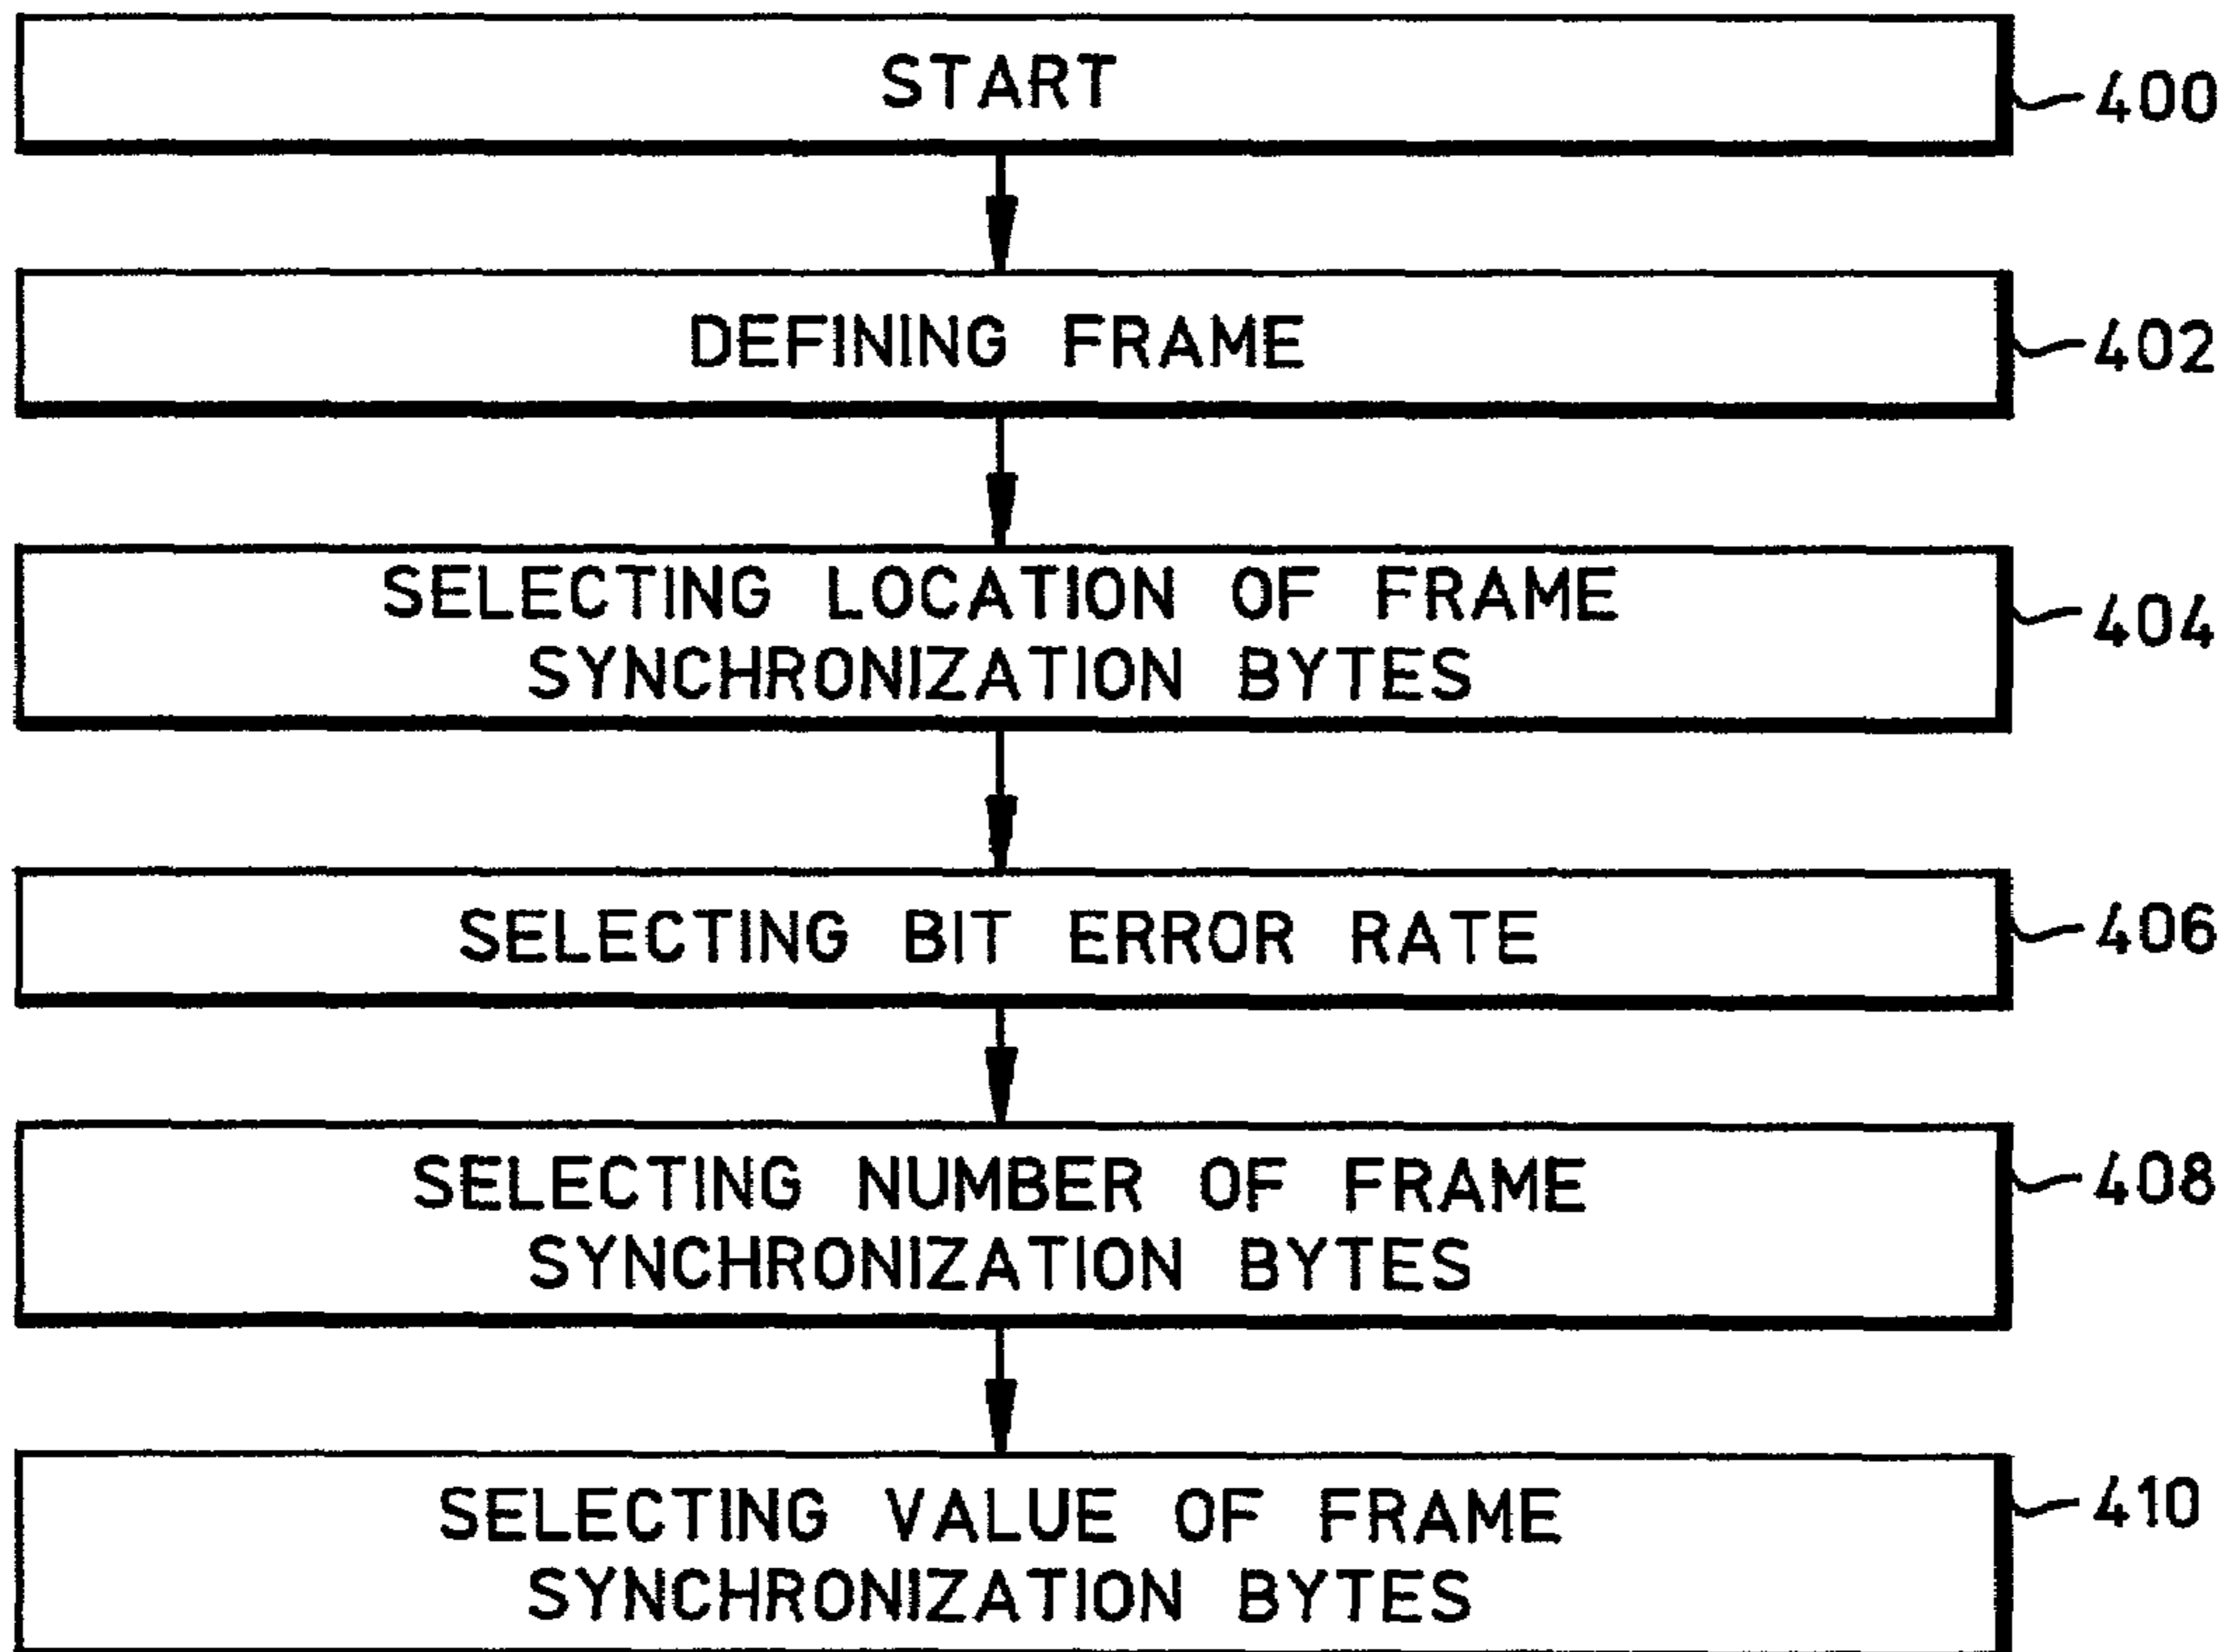 START
400
DEFINING FRAME
402
SELECTING LOCATION OF FRAME
SYNCHRONIZATION BYTES
404
SELECTING BIT ERROR RATE
406
SELECTING NUMBER OF FRAME
SYNCHRONIZATION BYTES
408
SELECTING VALUE OF FRAME
SYNCHRONIZATION BYTES
410